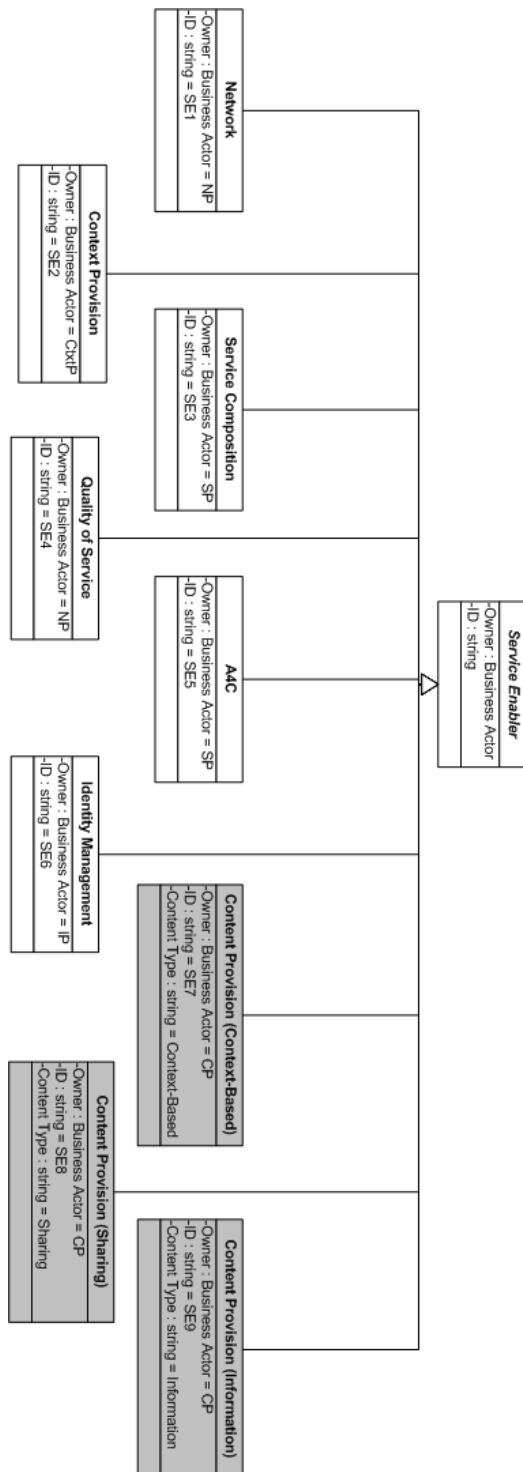 Service Enabler
-Owner : Business Actor
-ID : string
Network
-Owner : Business Actor = NP
-ID : string = SE1
Context Provision
-Owner : Business Actor = CtxtP
-ID : string = SE2
Service Composition
-Owner : Business Actor = SP
-ID : string = SE3
Quality of Service
-Owner : Business Actor = NP
-ID : string = SE4
A4C
-Owner : Business Actor = SP
-ID : string = SE5
Identity Management
-Owner : Business Actor = IP
-ID : string = SE6
Content Provision (Context-Based)
-Owner : Business Actor = CP
-ID : string = SE7
-Content Type : string = Context-Based
Content Provision (Sharing)
-Owner : Business Actor = CP
-ID : string = SE8
-Content Type : string = Sharing
Content Provision (Information)
-Owner : Business Actor = CP
-ID : string = SE9
-Content Type : string = Information